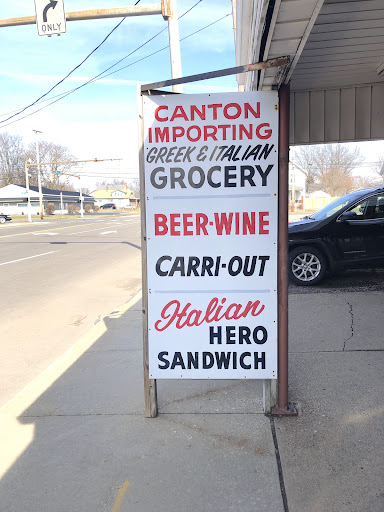 ONLY
CANTON
IMPORTING
GREEK & ITALIAN
GROCERY
BEER-WINE
CARRI-OUT
Italian
HERO
SANDWICH